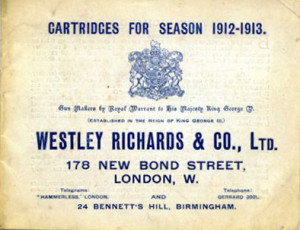 CARTRIDGES FOR SEASON 1912-1913.
Gun Makers by Royal Warrant to His Majesty King George V.
(ESTABLISHED IN THE REIGN OF KING GEORGE III.)
WESTLEY RICHARDS & CO., LTD.
178 NEW BOND STREET,
LONDON, W.
Telegrams: Telephone:
"HAMMERLESS," LONDON. AND GERRARD
24 BENNETT'S HILL, BIRMINGHAM.